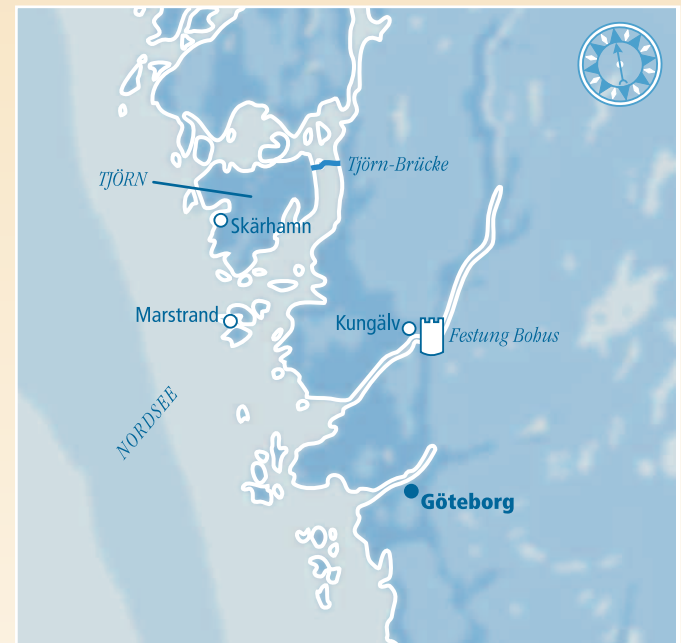 Tjörn-Brücke
TJÖRN
Skärhamn
Marstrand
Kungälv
Festung Bohus
NORDSEE
Göteborg